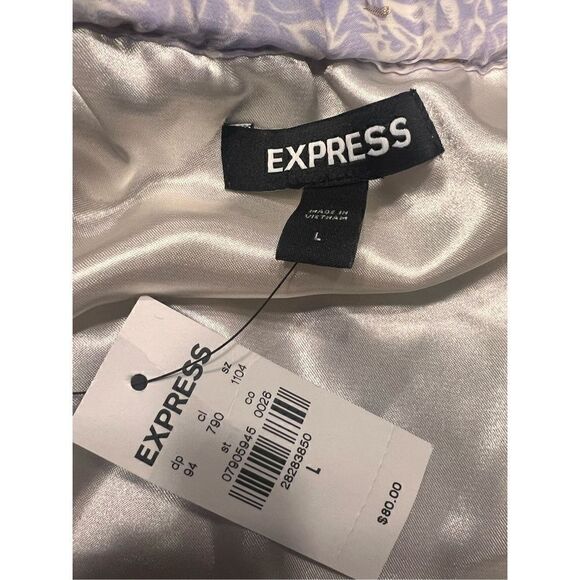 EXPRESS
MADE IN
VIETNAM
L
EXPRESS
dp cl sz
94 790 1104
st co
07905945 0026
28283850
L
$80.00